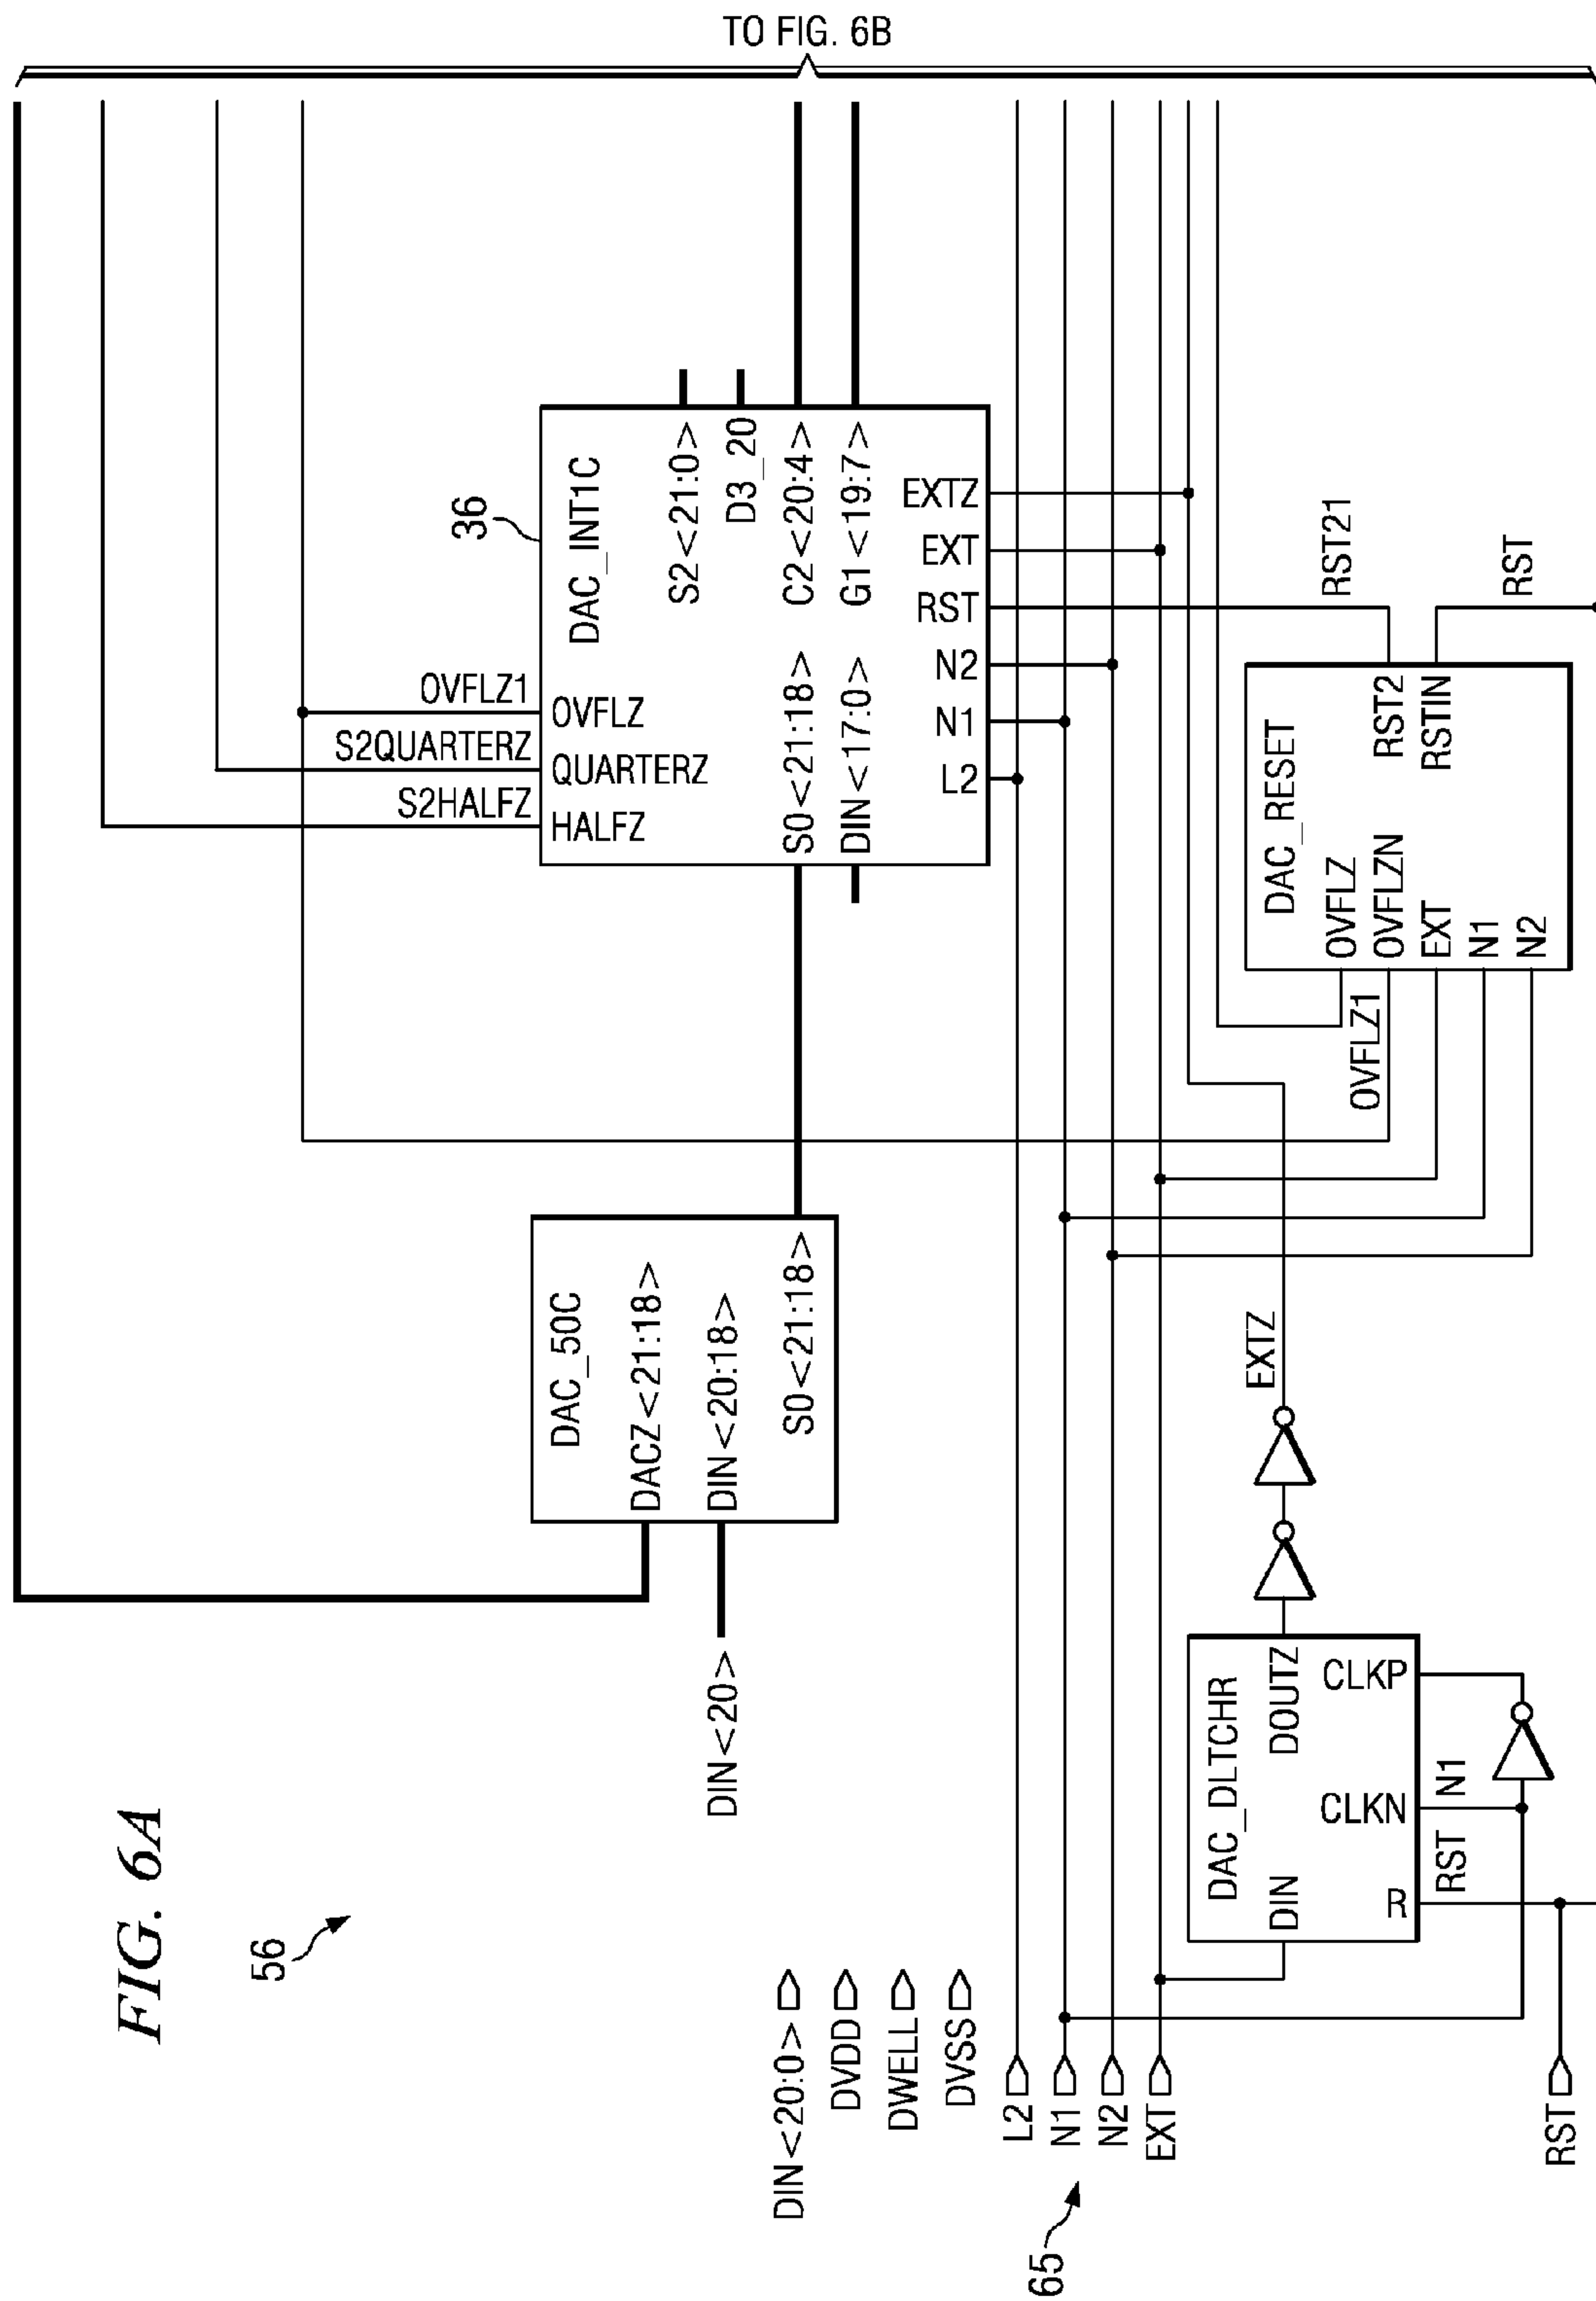 TO FIG. 6B
FIG. 6A
56
36
DAC_INT1C
S2<21:0>
D3_20
C2<20:4>
G1<19:7>
S0<21:18>
DIN<17:0>
OVFLZ1
OVFLZ
S2QUARTERZ
QUARTERZ
S2HALFZ
HALFZ
EXTZ
EXT
RST
N2
N1
L2
DAC_50C
DACZ<21:18>
DIN<20:18>
S0<21:18>
DIN<20>
DAC_RESET
OVFLZ
OVFLZN
EXT
N1
N2
RST2
RSTIN
RST21
RST
OVFLZ1
EXTZ
DAC_DLTCHR
DIN
DOUTZ
CLKP
CLKN
R
N1
RST
DIN<20:0>
DVDD
DWELL
DVSS
L2
N1
N2
EXT
65
RST